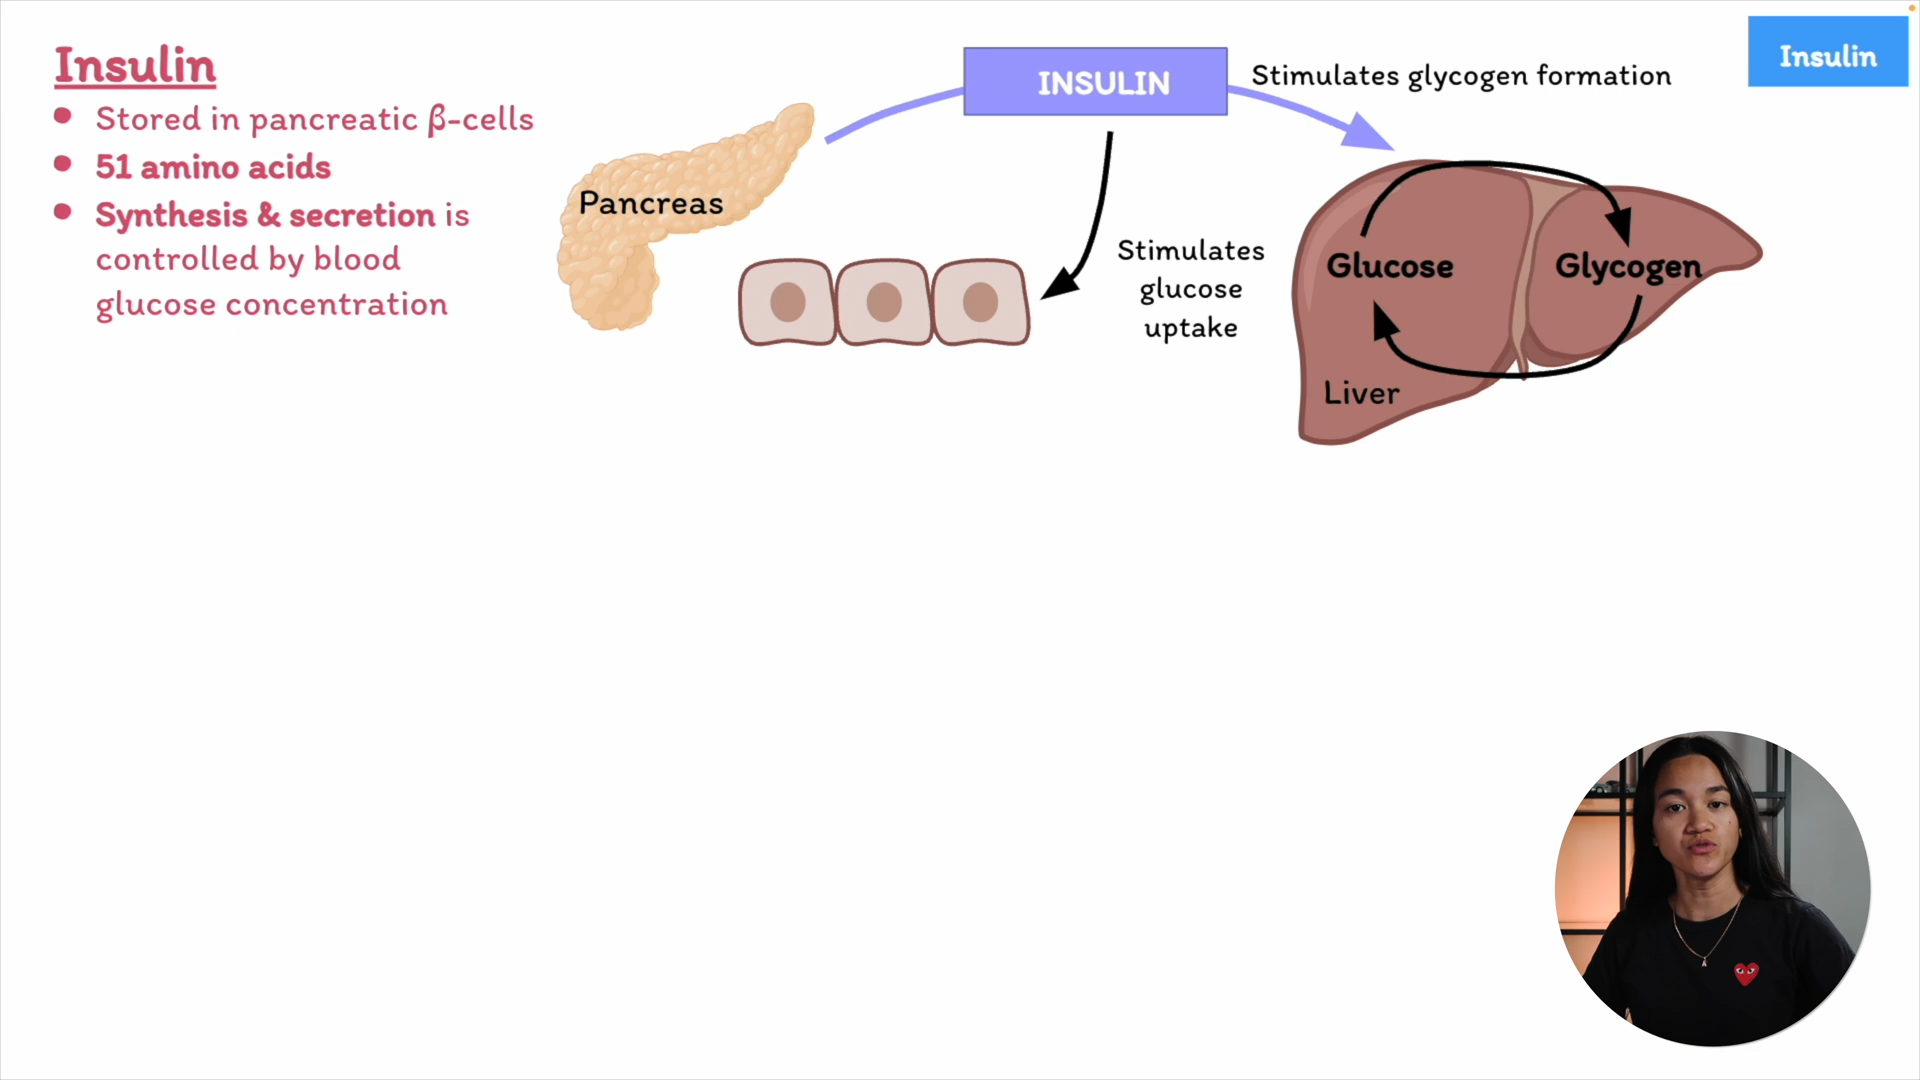 Insulin
• Stored in pancreatic β-cells
• 51 amino acids
• Synthesis & secretion is
controlled by blood
glucose concentration
INSULIN
Stimulates glycogen formation
Insulin
Pancreas
Stimulates
glucose
uptake
Glucose
Glycogen
Liver